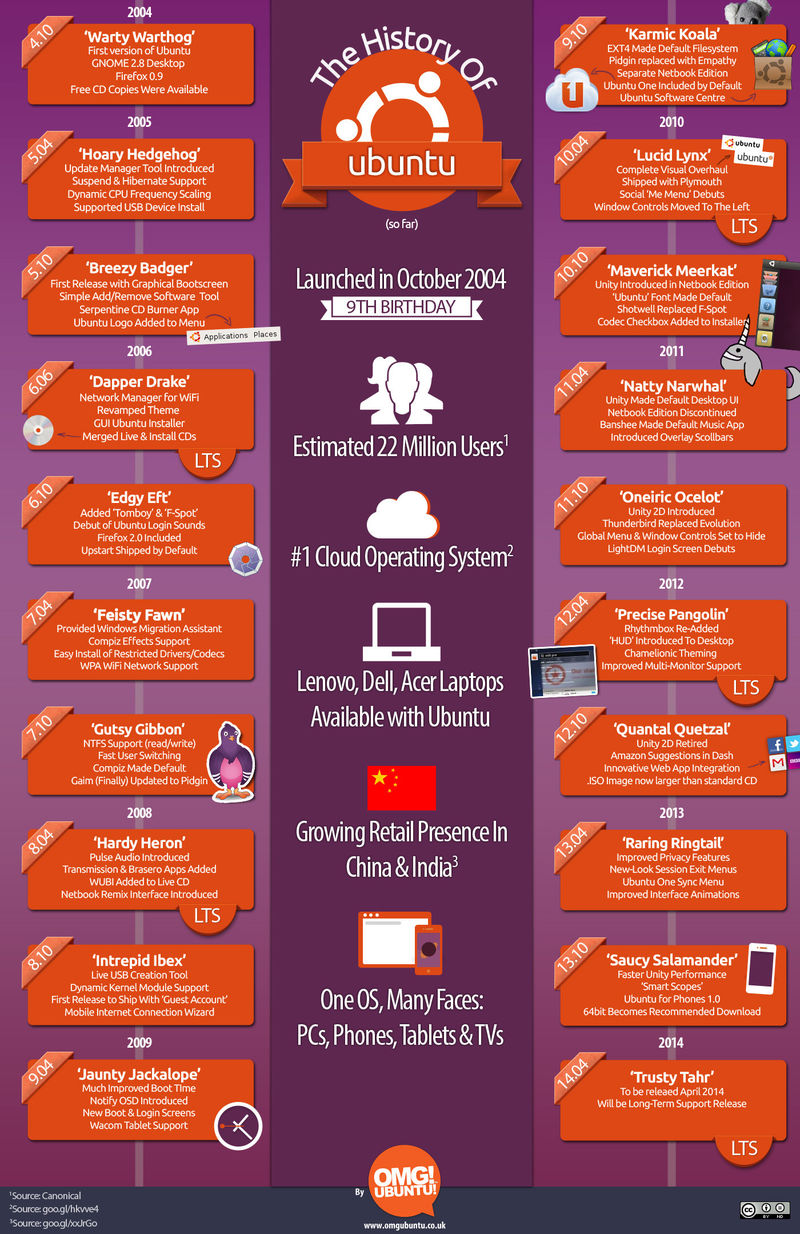 2004
4.10
‘Warty Warthog’
First version of Ubuntu
GNOME 2.8 Desktop
Firefox 0.9
Free CD Copies Were Available
2005
5.04
‘Hoary Hedgehog’
Update Manager Tool Introduced
Suspend & Hibernate Support
Dynamic CPU Frequency Scaling
Supported USB Device Install
5.10
‘Breezy Badger’
First Release with Graphical Bootscreen
Simple Add/Remove Software Tool
Serpentine CD Burner App
Ubuntu Logo Added to Menu
Applications Places
2006
6.06
‘Dapper Drake’
Network Manager for WiFi
Revamped Theme
GUI Ubuntu Installer
Merged Live & Install CDs
LTS
6.10
‘Edgy Eft’
Added ‘Tomboy’ & ‘F-Spot’
Debut of Ubuntu Login Sounds
Firefox 2.0 Included
Upstart Shipped by Default
2007
7.04
‘Feisty Fawn’
Provided Windows Migration Assistant
Compiz Effects Support
Easy Install of Restricted Drivers/Codecs
WPA WiFi Network Support
7.10
‘Gutsy Gibbon’
NTFS Support (read/write)
Fast User Switching
Compiz Made Default
Gaim (Finally) Updated to Pidgin
2008
8.04
‘Hardy Heron’
Pulse Audio Introduced
Transmission & Brasero Apps Added
WUBI Added to Live CD
Netbook Remix Interface Introduced
LTS
8.10
‘Intrepid Ibex’
Live USB Creation Tool
Dynamic Kernel Module Support
First Release to Ship With ‘Guest Account’
Mobile Internet Connection Wizard
2009
9.04
‘Jaunty Jackalope’
Much Improved Boot TIme
Notify OSD Introduced
New Boot & Login Screens
Wacom Tablet Support
The History Of
ubuntu
(so far)
Launched in October 2004
9TH BIRTHDAY
Estimated 22 Million Users1
#1 Cloud Operating System2
Lenovo, Dell, Acer Laptops
Available with Ubuntu
Growing Retail Presence In
China & India3
One OS, Many Faces:
PCs, Phones, Tablets & TVs
9.10
‘Karmic Koala’
EXT4 Made Default Filesystem
Pidgin replaced with Empathy
Separate Netbook Edition
Ubuntu One Included by Default
Ubuntu Software Centre
2010
10.04
‘Lucid Lynx’
ubuntu
ubuntu
Complete Visual Overhaul
Shipped with Plymouth
Social ‘Me Menu’ Debuts
Window Controls Moved To The Left
LTS
10.10
‘Maverick Meerkat’
Unity Introduced in Netbook Edition
‘Ubuntu’ Font Made Default
Shotwell Replaced F-Spot
Codec Checkbox Added to Installer
2011
11.04
‘Natty Narwhal’
Unity Made Default Desktop UI
Netbook Edition Discontinued
Banshee Made Default Music App
Introduced Overlay Scollbars
11.10
‘Oneiric Ocelot’
Unity 2D Introduced
Thunderbird Replaced Evolution
Global Menu & Window Controls Set to Hide
LightDM Login Screen Debuts
2012
12.04
‘Precise Pangolin’
Rhythmbox Re-Added
‘HUD’ Introduced To Desktop
Chamelionic Theming
Improved Multi-Monitor Support
LTS
12.10
‘Quantal Quetzal’
Unity 2D Retired
Amazon Suggestions in Dash
Innovative Web App Integration
.ISO Image now larger than standard CD
2013
13.04
‘Raring Ringtail’
Improved Privacy Features
New-Look Session Exit Menus
Ubuntu One Sync Menu
Improved Interface Animations
13.10
‘Saucy Salamander’
Faster Unity Performance
‘Smart Scopes’
Ubuntu for Phones 1.0
64bit Becomes Recommended Download
2014
14.04
‘Trusty Tahr’
To be releaed April 2014
Will be Long-Term Support Release
LTS
1Source: Canonical
2Source: goo.gl/hkvve4
3Source: goo.gl/xxJrGo
By OMG! UBUNTU!
www.omgubuntu.co.uk
cc
BY ND